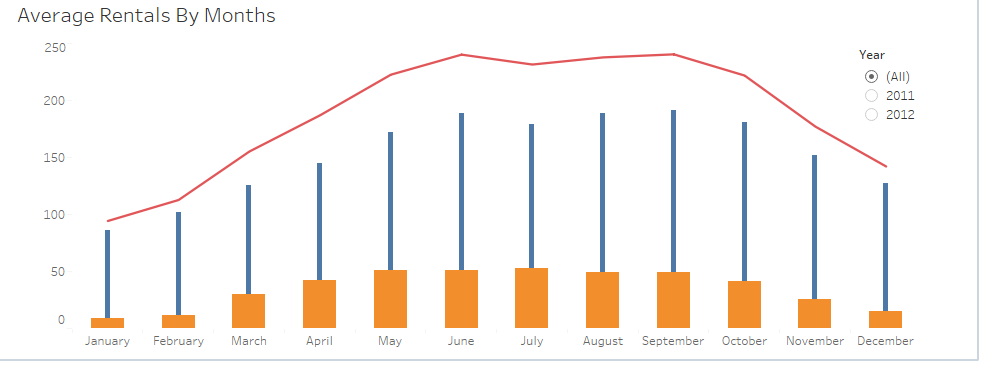 Average Rentals By Months
250
200
150
100
50
0
Year
(All)
2011
2012
January February March April May June July August September October November December